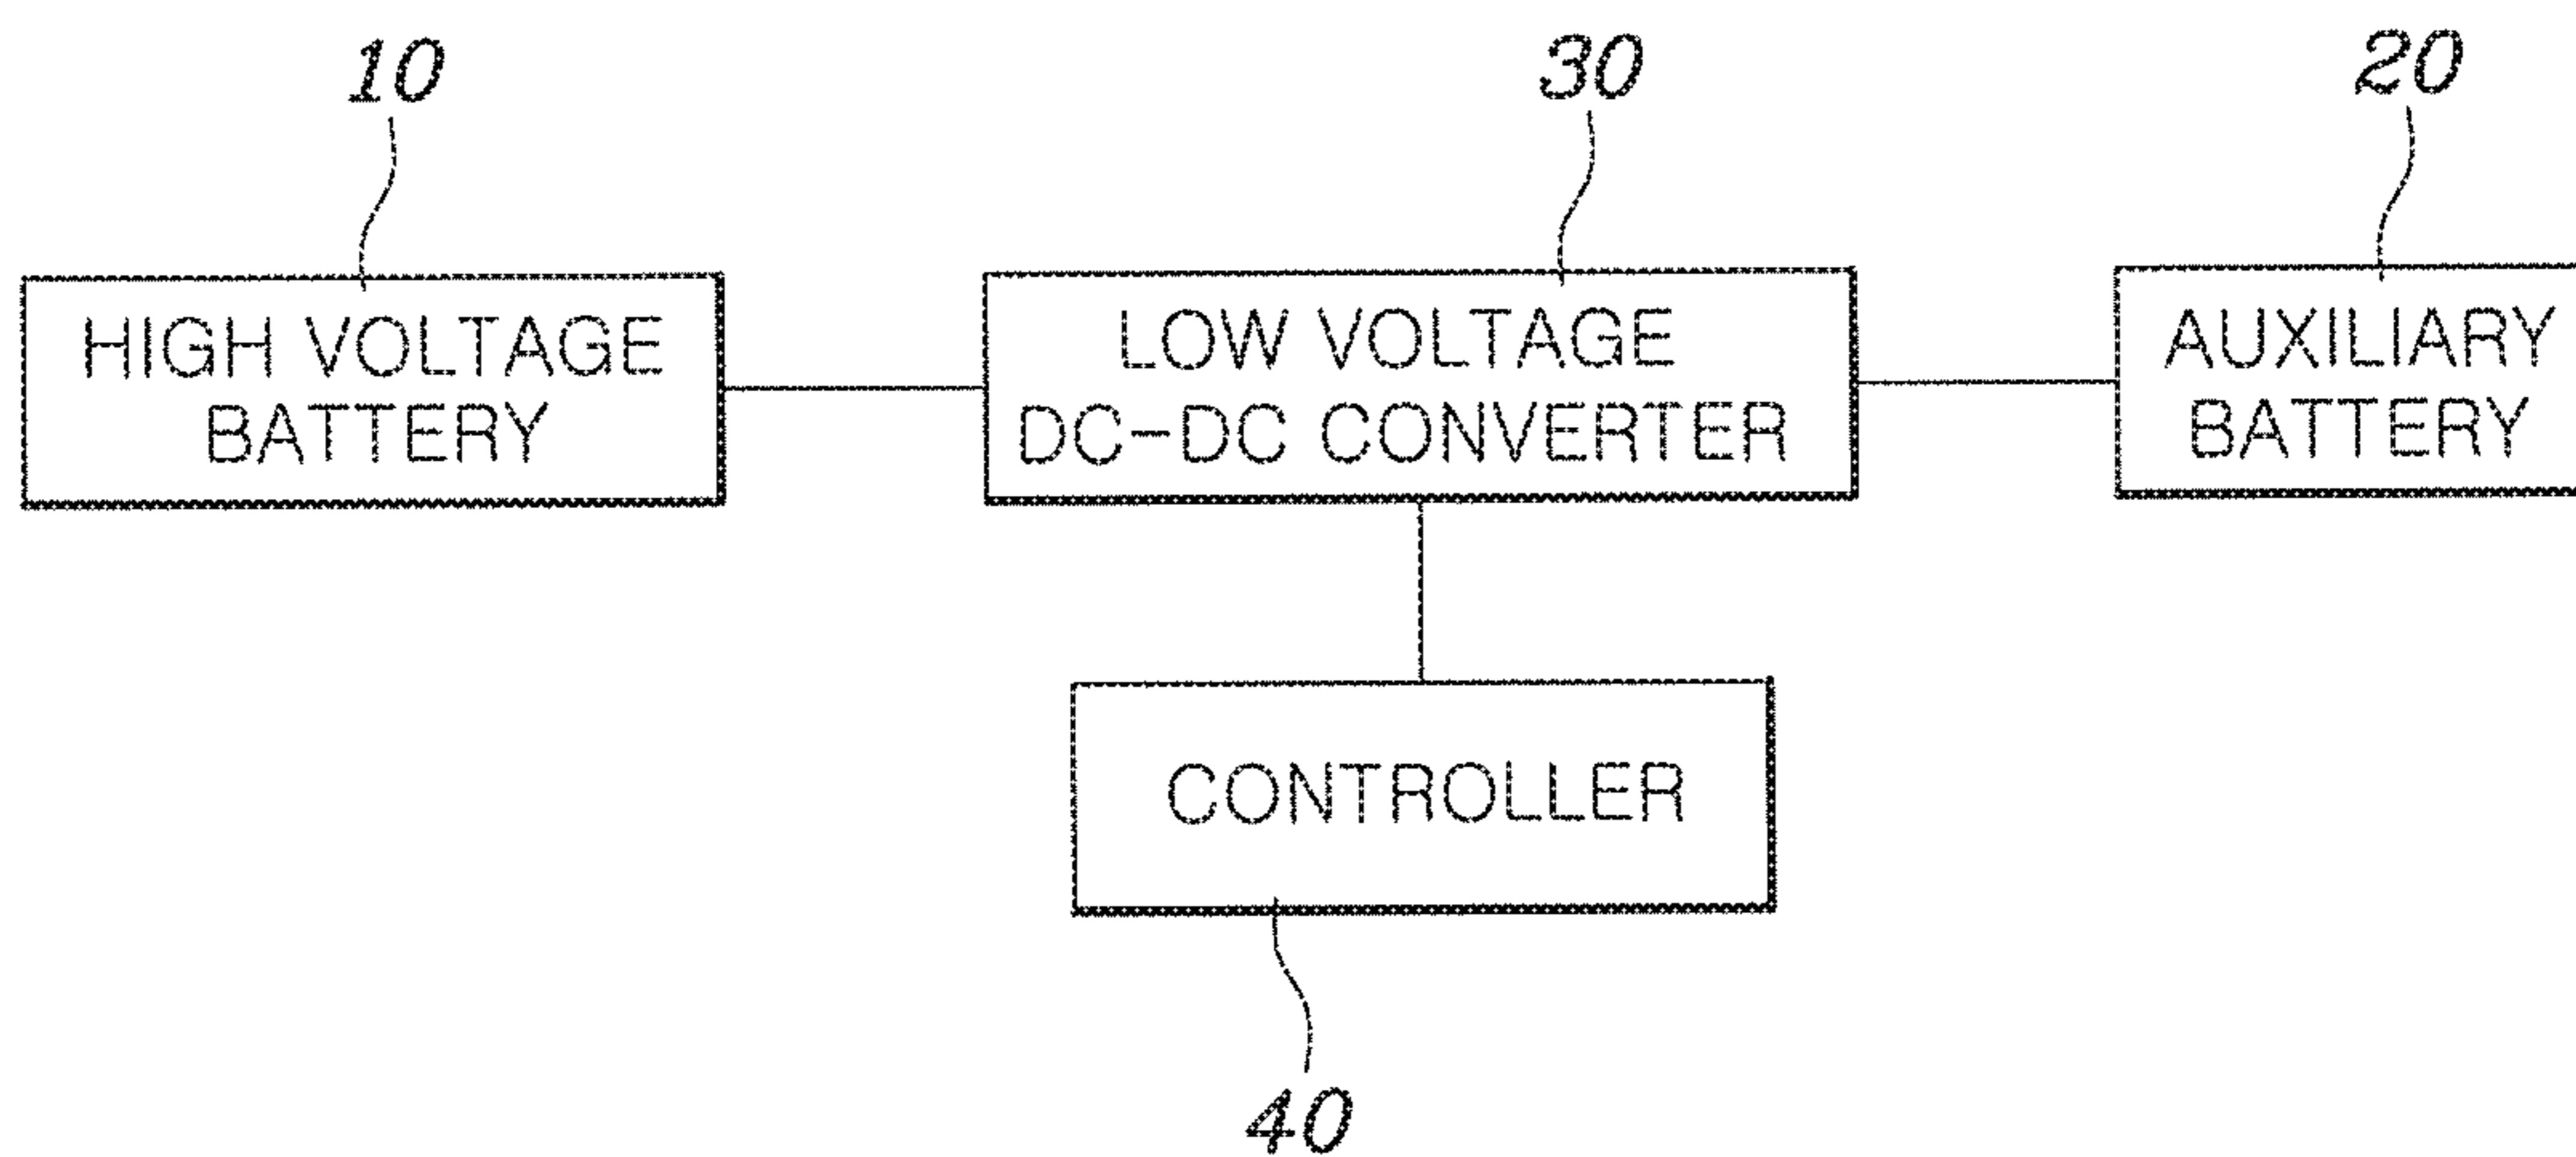 10
30
20
HIGH VOLTAGE
BATTERY
LOW VOLTAGE
DC-DC CONVERTER
AUXILIARY
BATTERY
CONTROLLER
40